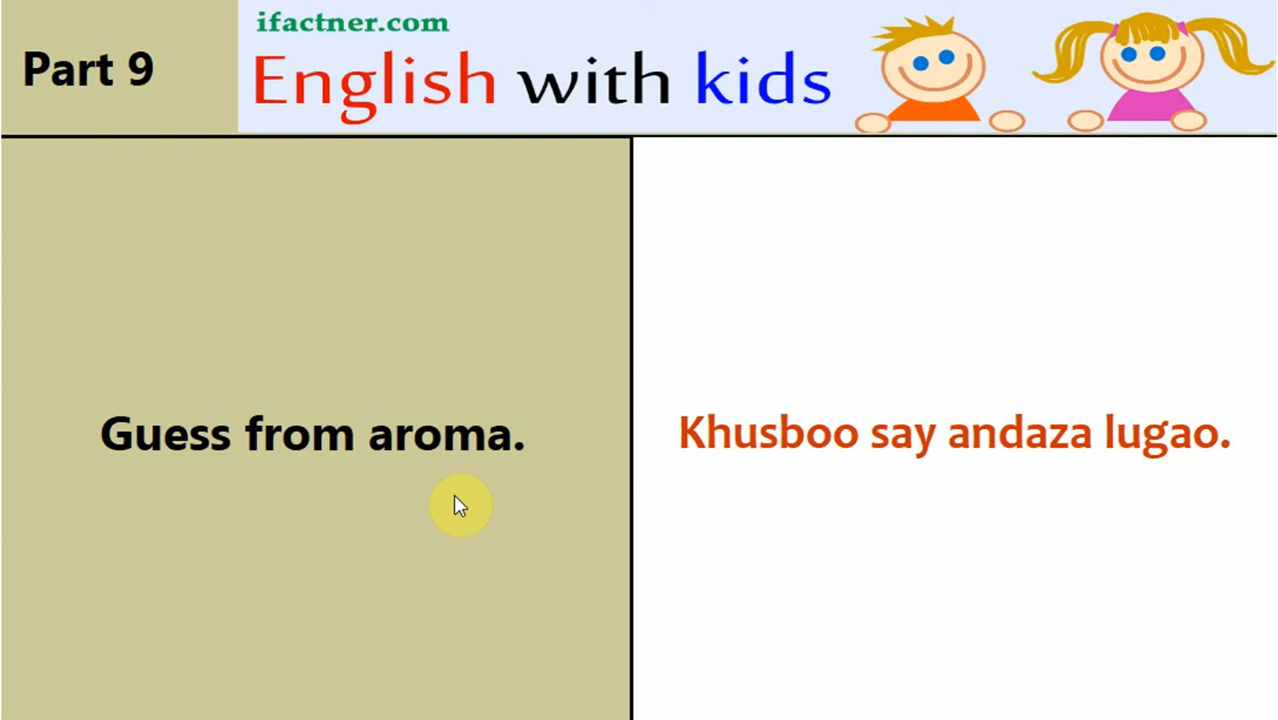 Part 9
ifactner.com
English with kids
Guess from aroma.
Khusboo say andaza lugao.